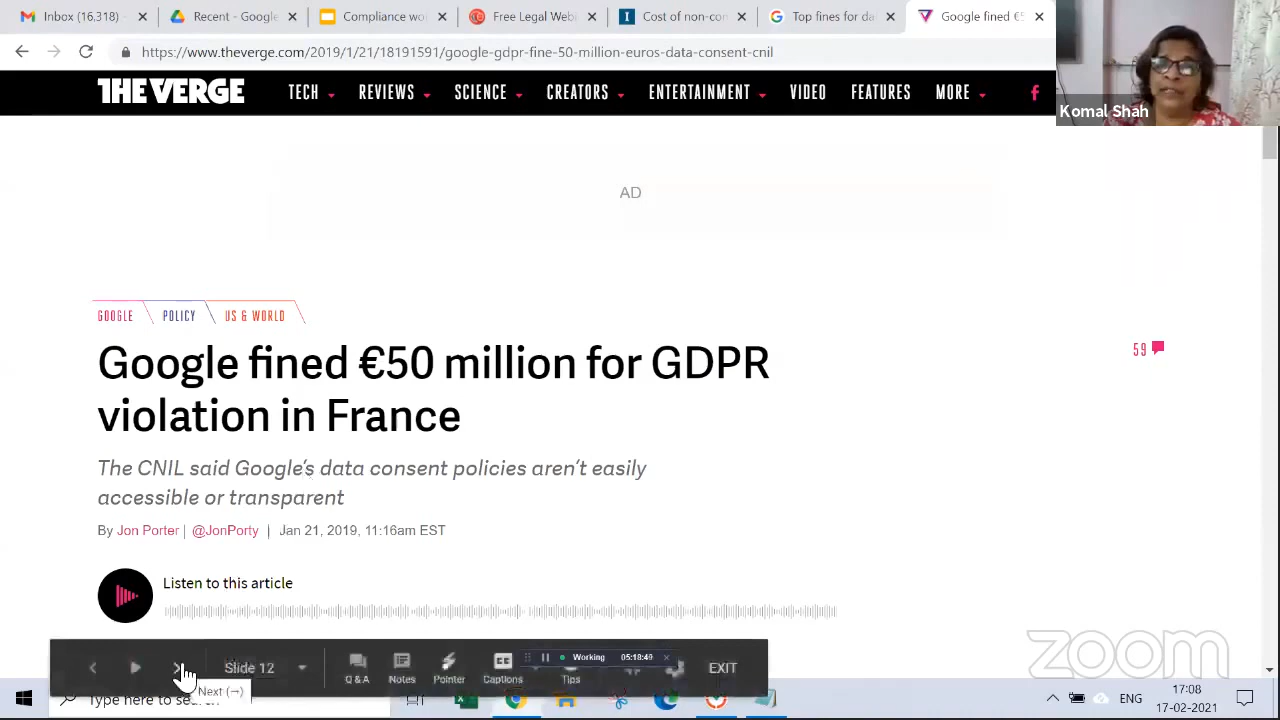 Inbox (14
Google Driv
Compliance wo
Free Legal Web
Cost of non-con
Top fines for da
Google fined €5
https://www.theverge.com/2019/1/21/18191591/google-gdpr-fine-50-million-euros-data-consent-cnil
Komal Shah
THE VERGE
TECH REVIEWS SCIENCE CREATORS ENTERTAINMENT VIDEO FEATURES MORE
AD
GOOGLE POLICY US & WORLD
Google fined €50 million for GDPR
violation in France
59
The CNIL said Google's data consent policies aren't easily
accessible or transparent
By Jon Porter | @JonPorty | Jan 21, 2019, 11:16am EST
Listen to this article
zoom
Slide 12
Working 05:18:49
Q & A Notes Pointer Captions Tips
EXIT
Next (→)
Type here to search
ENG
17:08
17-02-2021